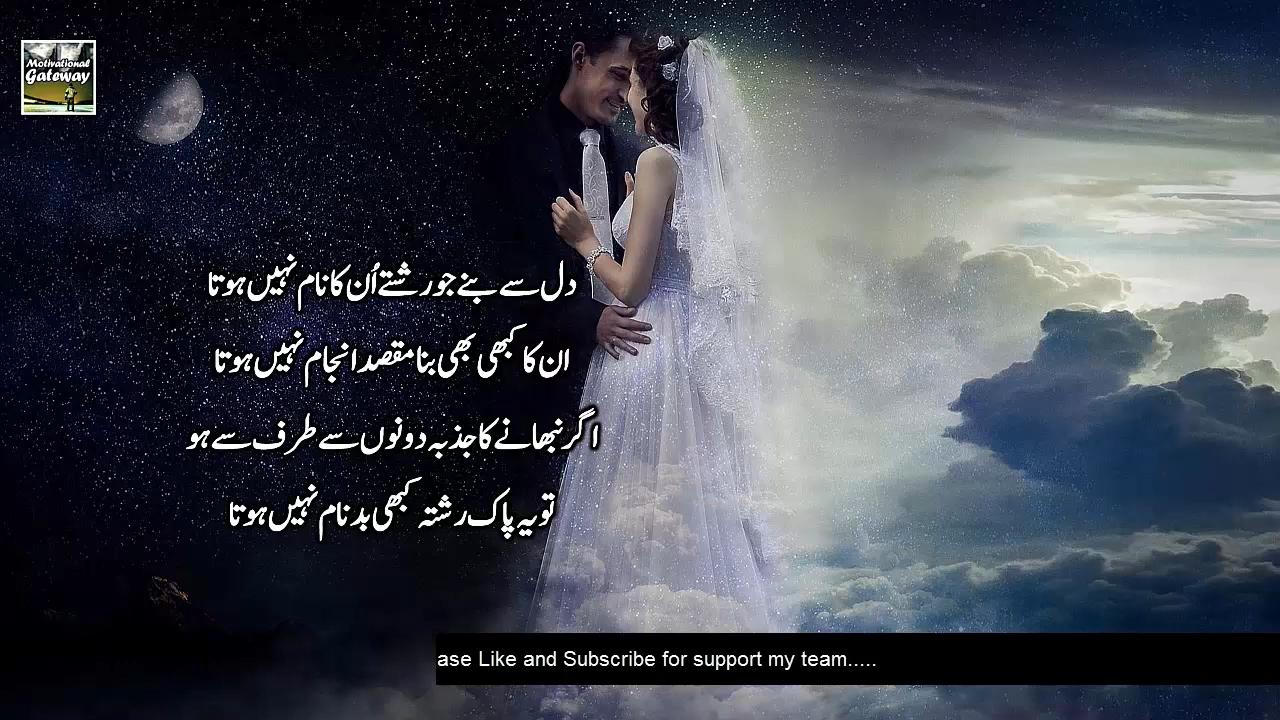 Motivational
Gateway
دل سے بنے جو رشتے اُن کا نام نہیں ہوتا
ان کا کبھی بھی بنا مقصد انجام نہیں ہوتا
اگر نبھانے کا جذبہ دونوں سے طرف سے ہو
تو یہ پاک رشتہ کبھی بدنام نہیں ہوتا
ase Like and Subscribe for support my team.....